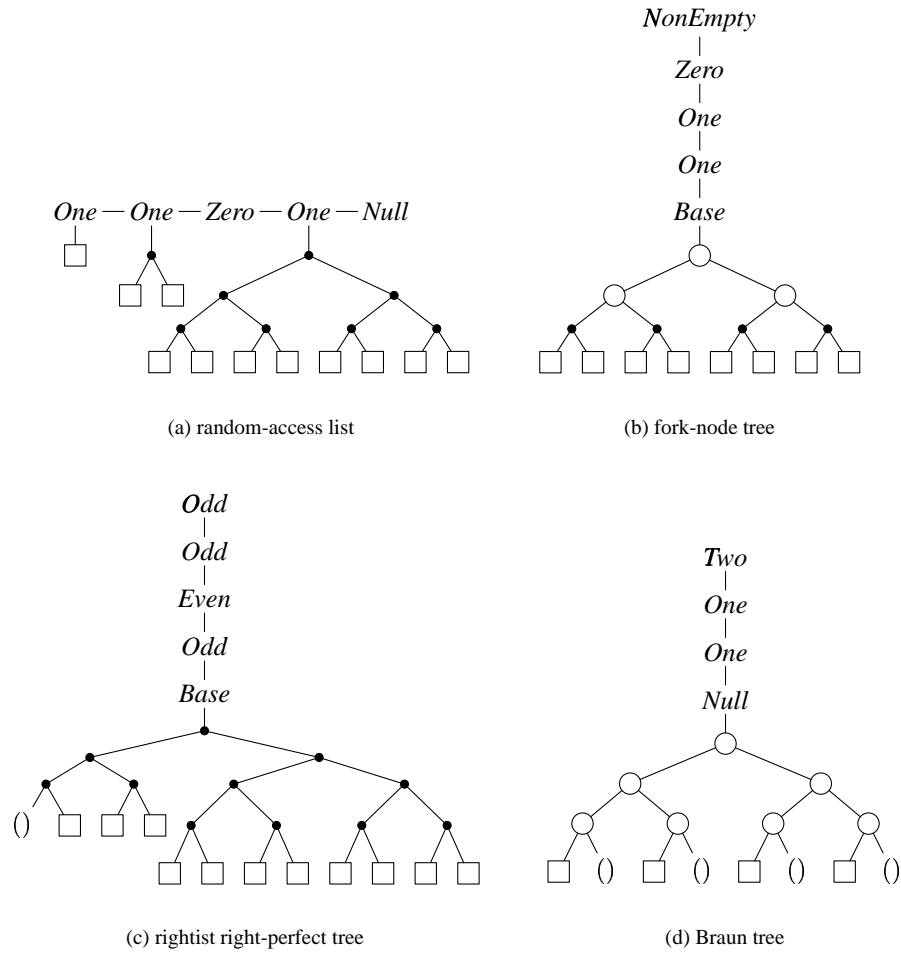 One One Zero One Null
(a) random-access list
NonEmpty
Zero
One
One
Base
(b) fork-node tree
Odd
Odd
Even
Odd
Base
()
(c) rightist right-perfect tree
Two
One
One
Null
() () () ()
(d) Braun tree